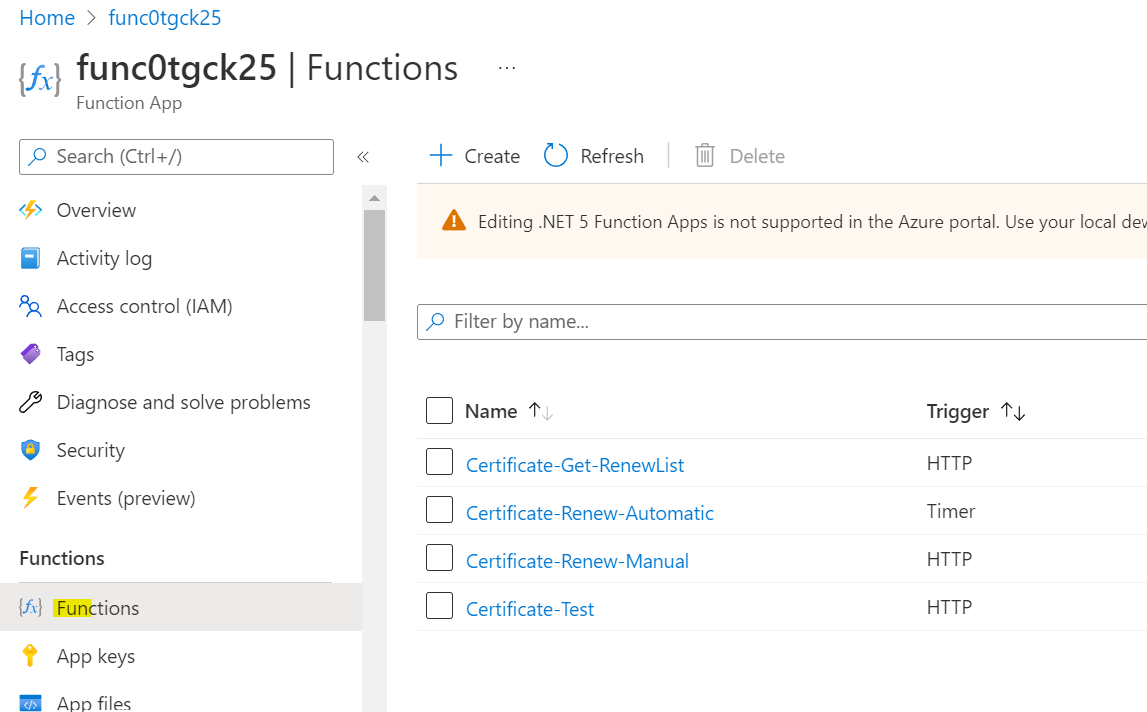 Home > func0tgck25
{fx} func0tgck25 | Functions ...
Function App
Search (Ctrl+/) «
Create Refresh | Delete
Overview
Activity log
Access control (IAM)
Tags
Diagnose and solve problems
Security
Events (preview)
Functions
{fx} Functions
App keys
App files
Editing .NET 5 Function Apps is not supported in the Azure portal. Use your local dev
Filter by name...
Name ↑↓ Trigger ↑↓
Certificate-Get-RenewList HTTP
Certificate-Renew-Automatic Timer
Certificate-Renew-Manual HTTP
Certificate-Test HTTP